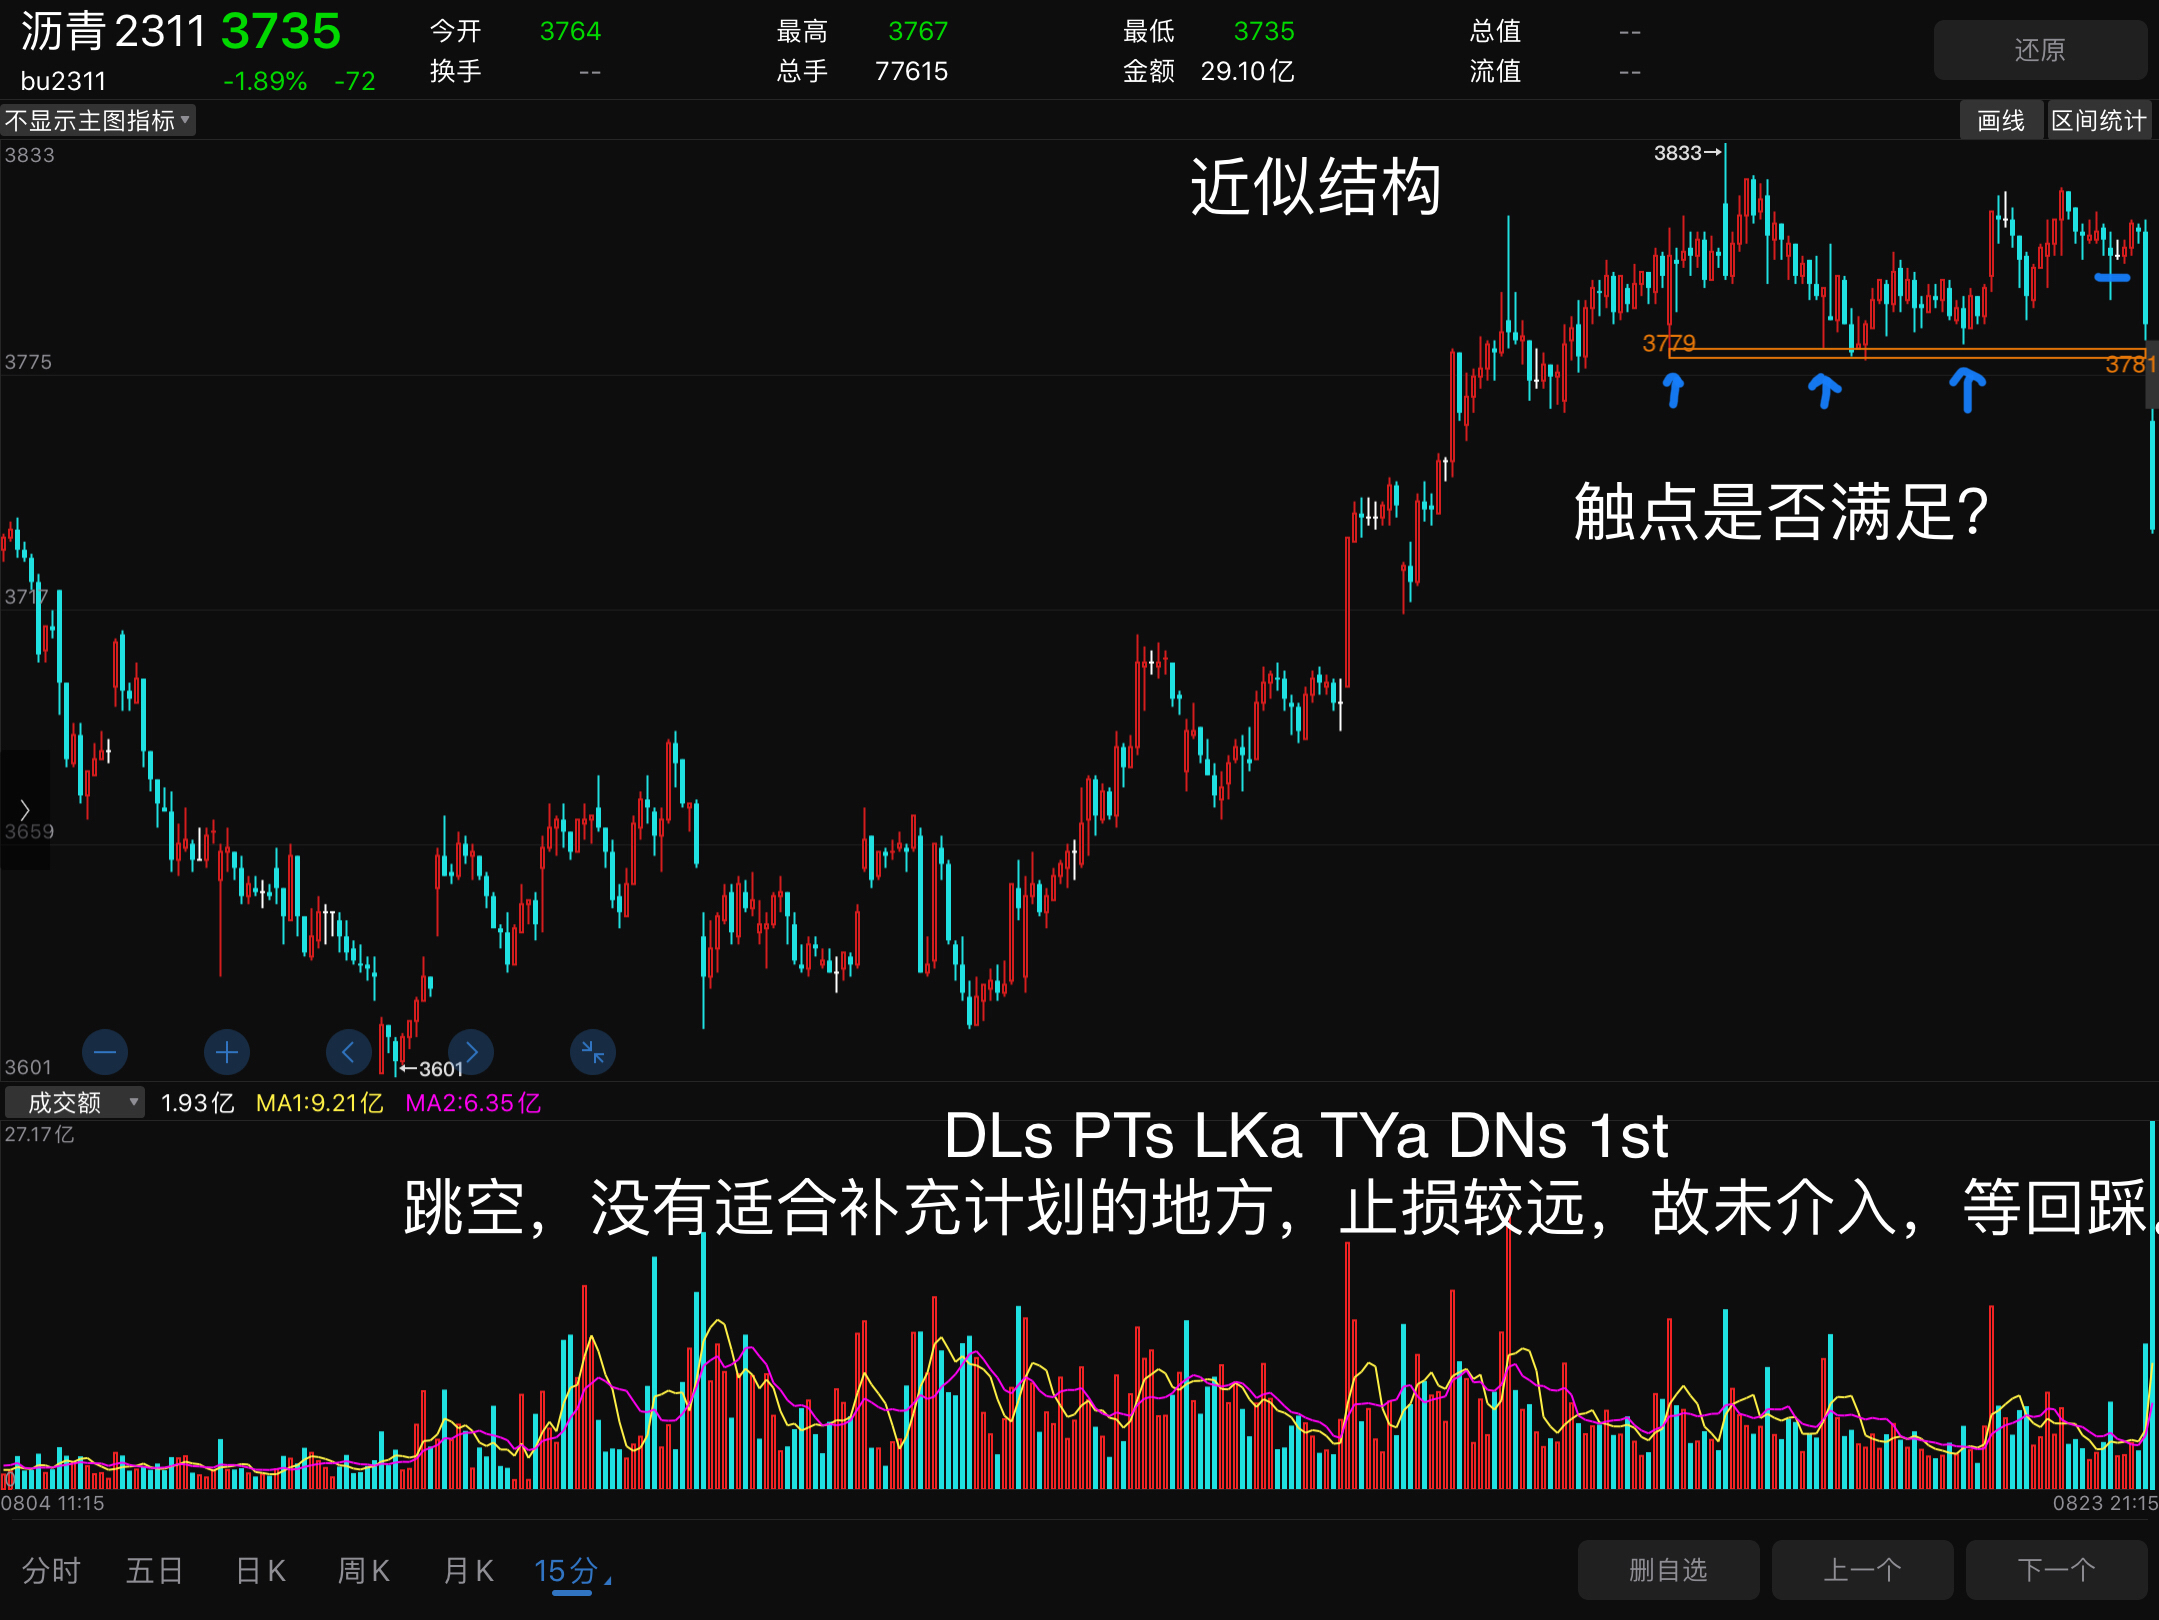 沥青2311 3735 今开 3764 最高 3767 最低 3735 总值 -- 还原
bu2311 -1.89% -72 换手 -- 总手 77615 金额 29.10亿 流值 --
不显示主图指标 画线 区间统计
3833
近似结构
3833
3775
3779
3781
触点是否满足?
3717
3659
3601
3601
成交额 1.93亿 MA1:9.21亿 MA2:6.35亿
27.17亿
DLs PTs LKa TYa DNs 1st
跳空，没有适合补充计划的地方，止损较远，故未介入，等回踩。
0
0804 11:15 0823 21:15
分时 五日 日K 周K 月K 15分 删自选 上一个 下一个